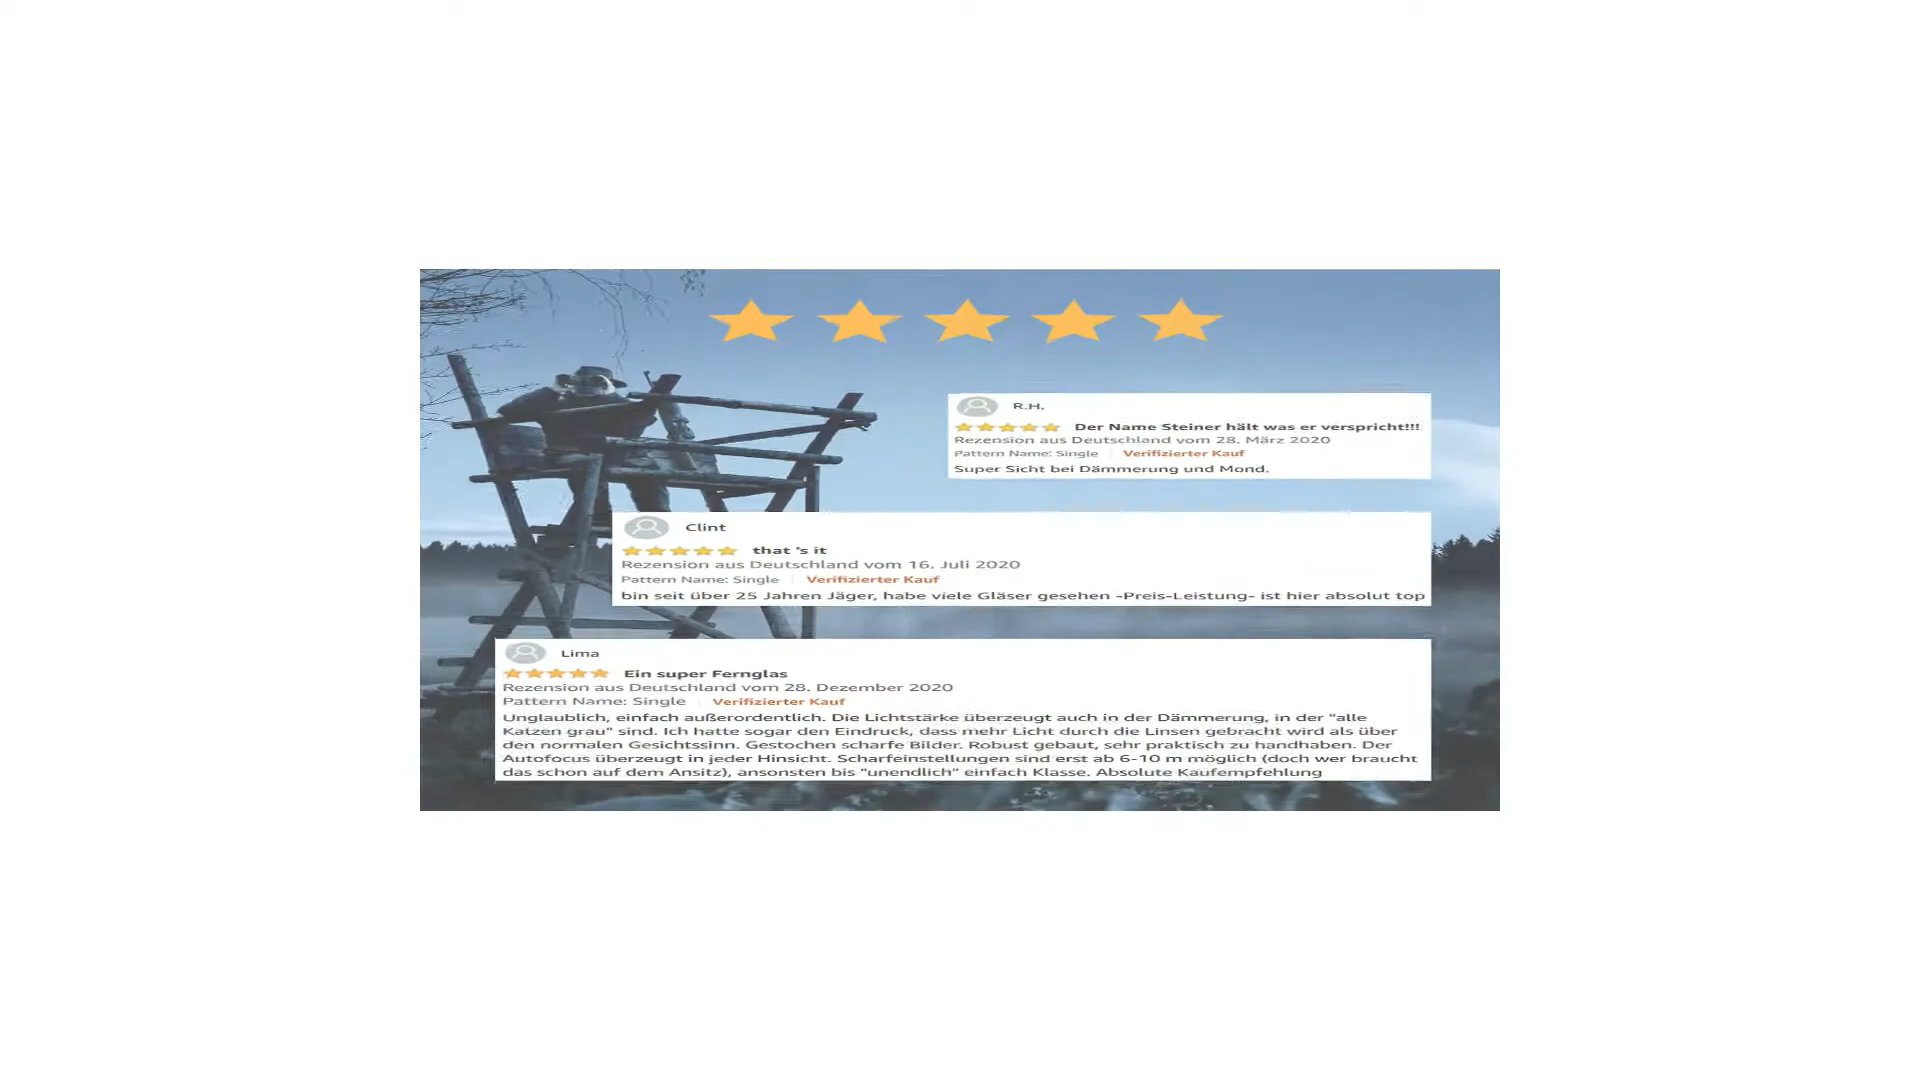 R.H.
Der Name Steiner hält was er verspricht!!!
Rezension aus Deutschland vom 28. März 2020
Pattern Name: Single Verifizierter Kauf
Super Sicht bei Dämmerung und Mond.
Clint
that 's it
Rezension aus Deutschland vom 16. Juli 2020
Pattern Name: Single Verifizierter Kauf
bin seit über 25 Jahren Jäger, habe viele Gläser gesehen -Preis-Leistung- ist hier absolut top
Lima
Ein super Fernglas
Rezension aus Deutschland vom 28. Dezember 2020
Pattern Name: Single Verifizierter Kauf
Unglaublich, einfach außerordentlich. Die Lichtstärke überzeugt auch in der Dämmerung, in der "alle
Katzen grau" sind. Ich hatte sogar den Eindruck, dass mehr Licht durch die Linsen gebracht wird als über
den normalen Gesichtssinn. Gestochen scharfe Bilder. Robust gebaut, sehr praktisch zu handhaben. Der
Autofocus überzeugt in jeder Hinsicht. Scharfeinstellungen sind erst ab 6-10 m möglich (doch wer braucht
das schon auf dem Ansitz), ansonsten bis "unendlich" einfach Klasse. Absolute Kaufempfehlung